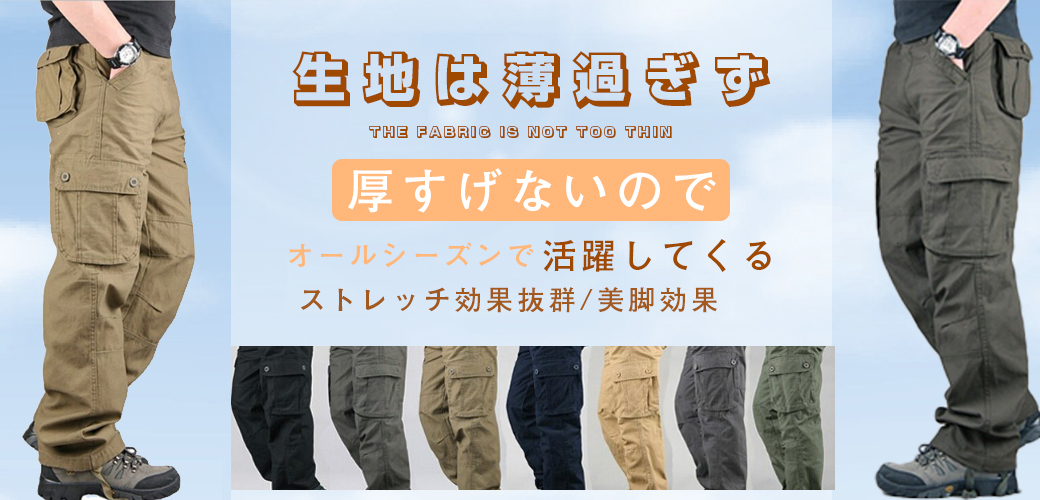 生地は薄過ぎず
THE FABRIC IS NOT TOO THIN
厚すげないので
オールシーズンで活躍してくる
ストレッチ効果抜群/美脚効果